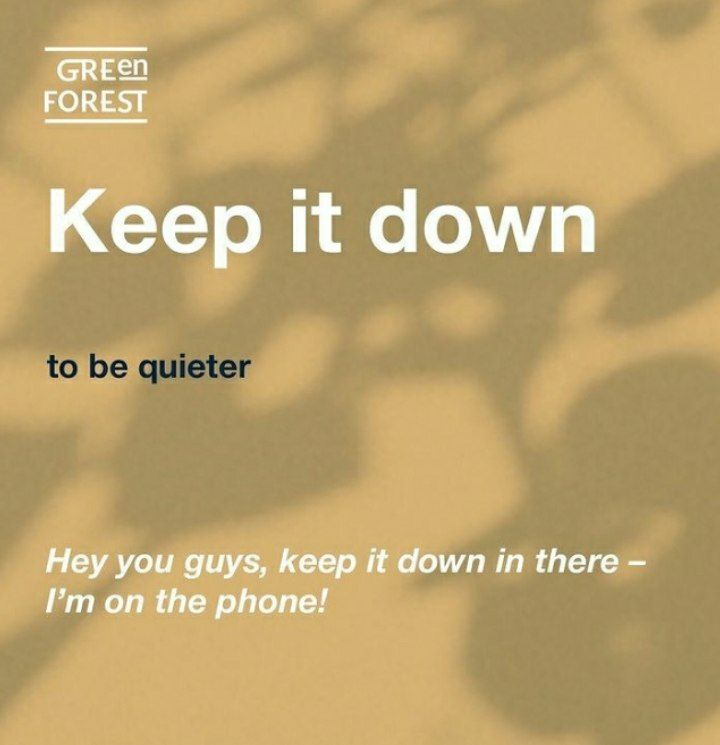 GREen
FOREST
Keep it down
to be quieter
Hey you guys, keep it down in there –
I'm on the phone!